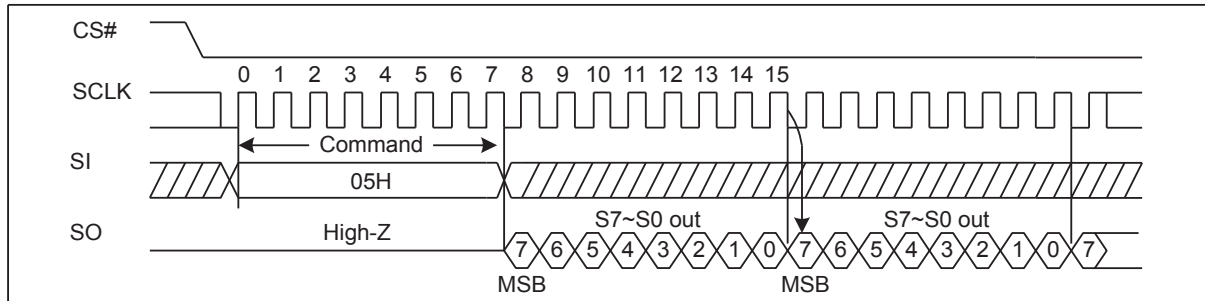 CS#
0 1 2 3 4 5 6 7 8 9 10 11 12 13 14 15
SCLK
Command
SI
05H
S7~S0 out S7~S0 out
SO High-Z
7 6 5 4 3 2 1 0 7 6 5 4 3 2 1 0 7
MSB MSB